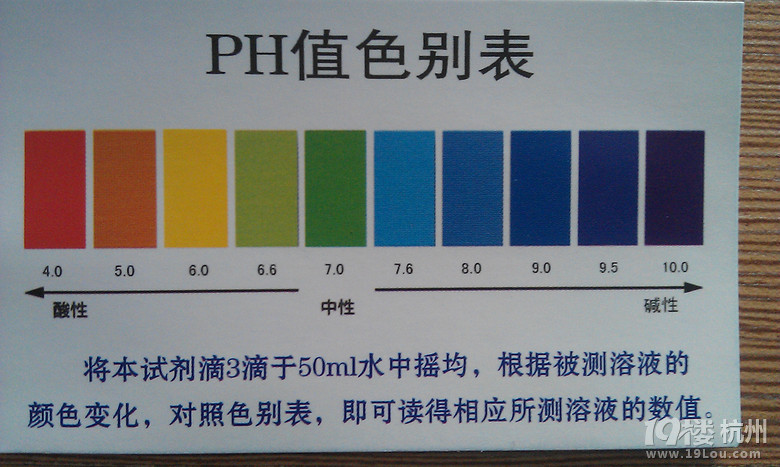 PH值色别表
4.0 5.0 6.0 6.6 7.0 7.6 8.0 9.0 9.5 10.0
酸性 中性 碱性
将本试剂滴3滴于50ml水中摇均，根据被测溶液的
颜色变化，对照色别表，即可读得相应所测溶液的数值。
19楼 杭州
www.19Lou.com